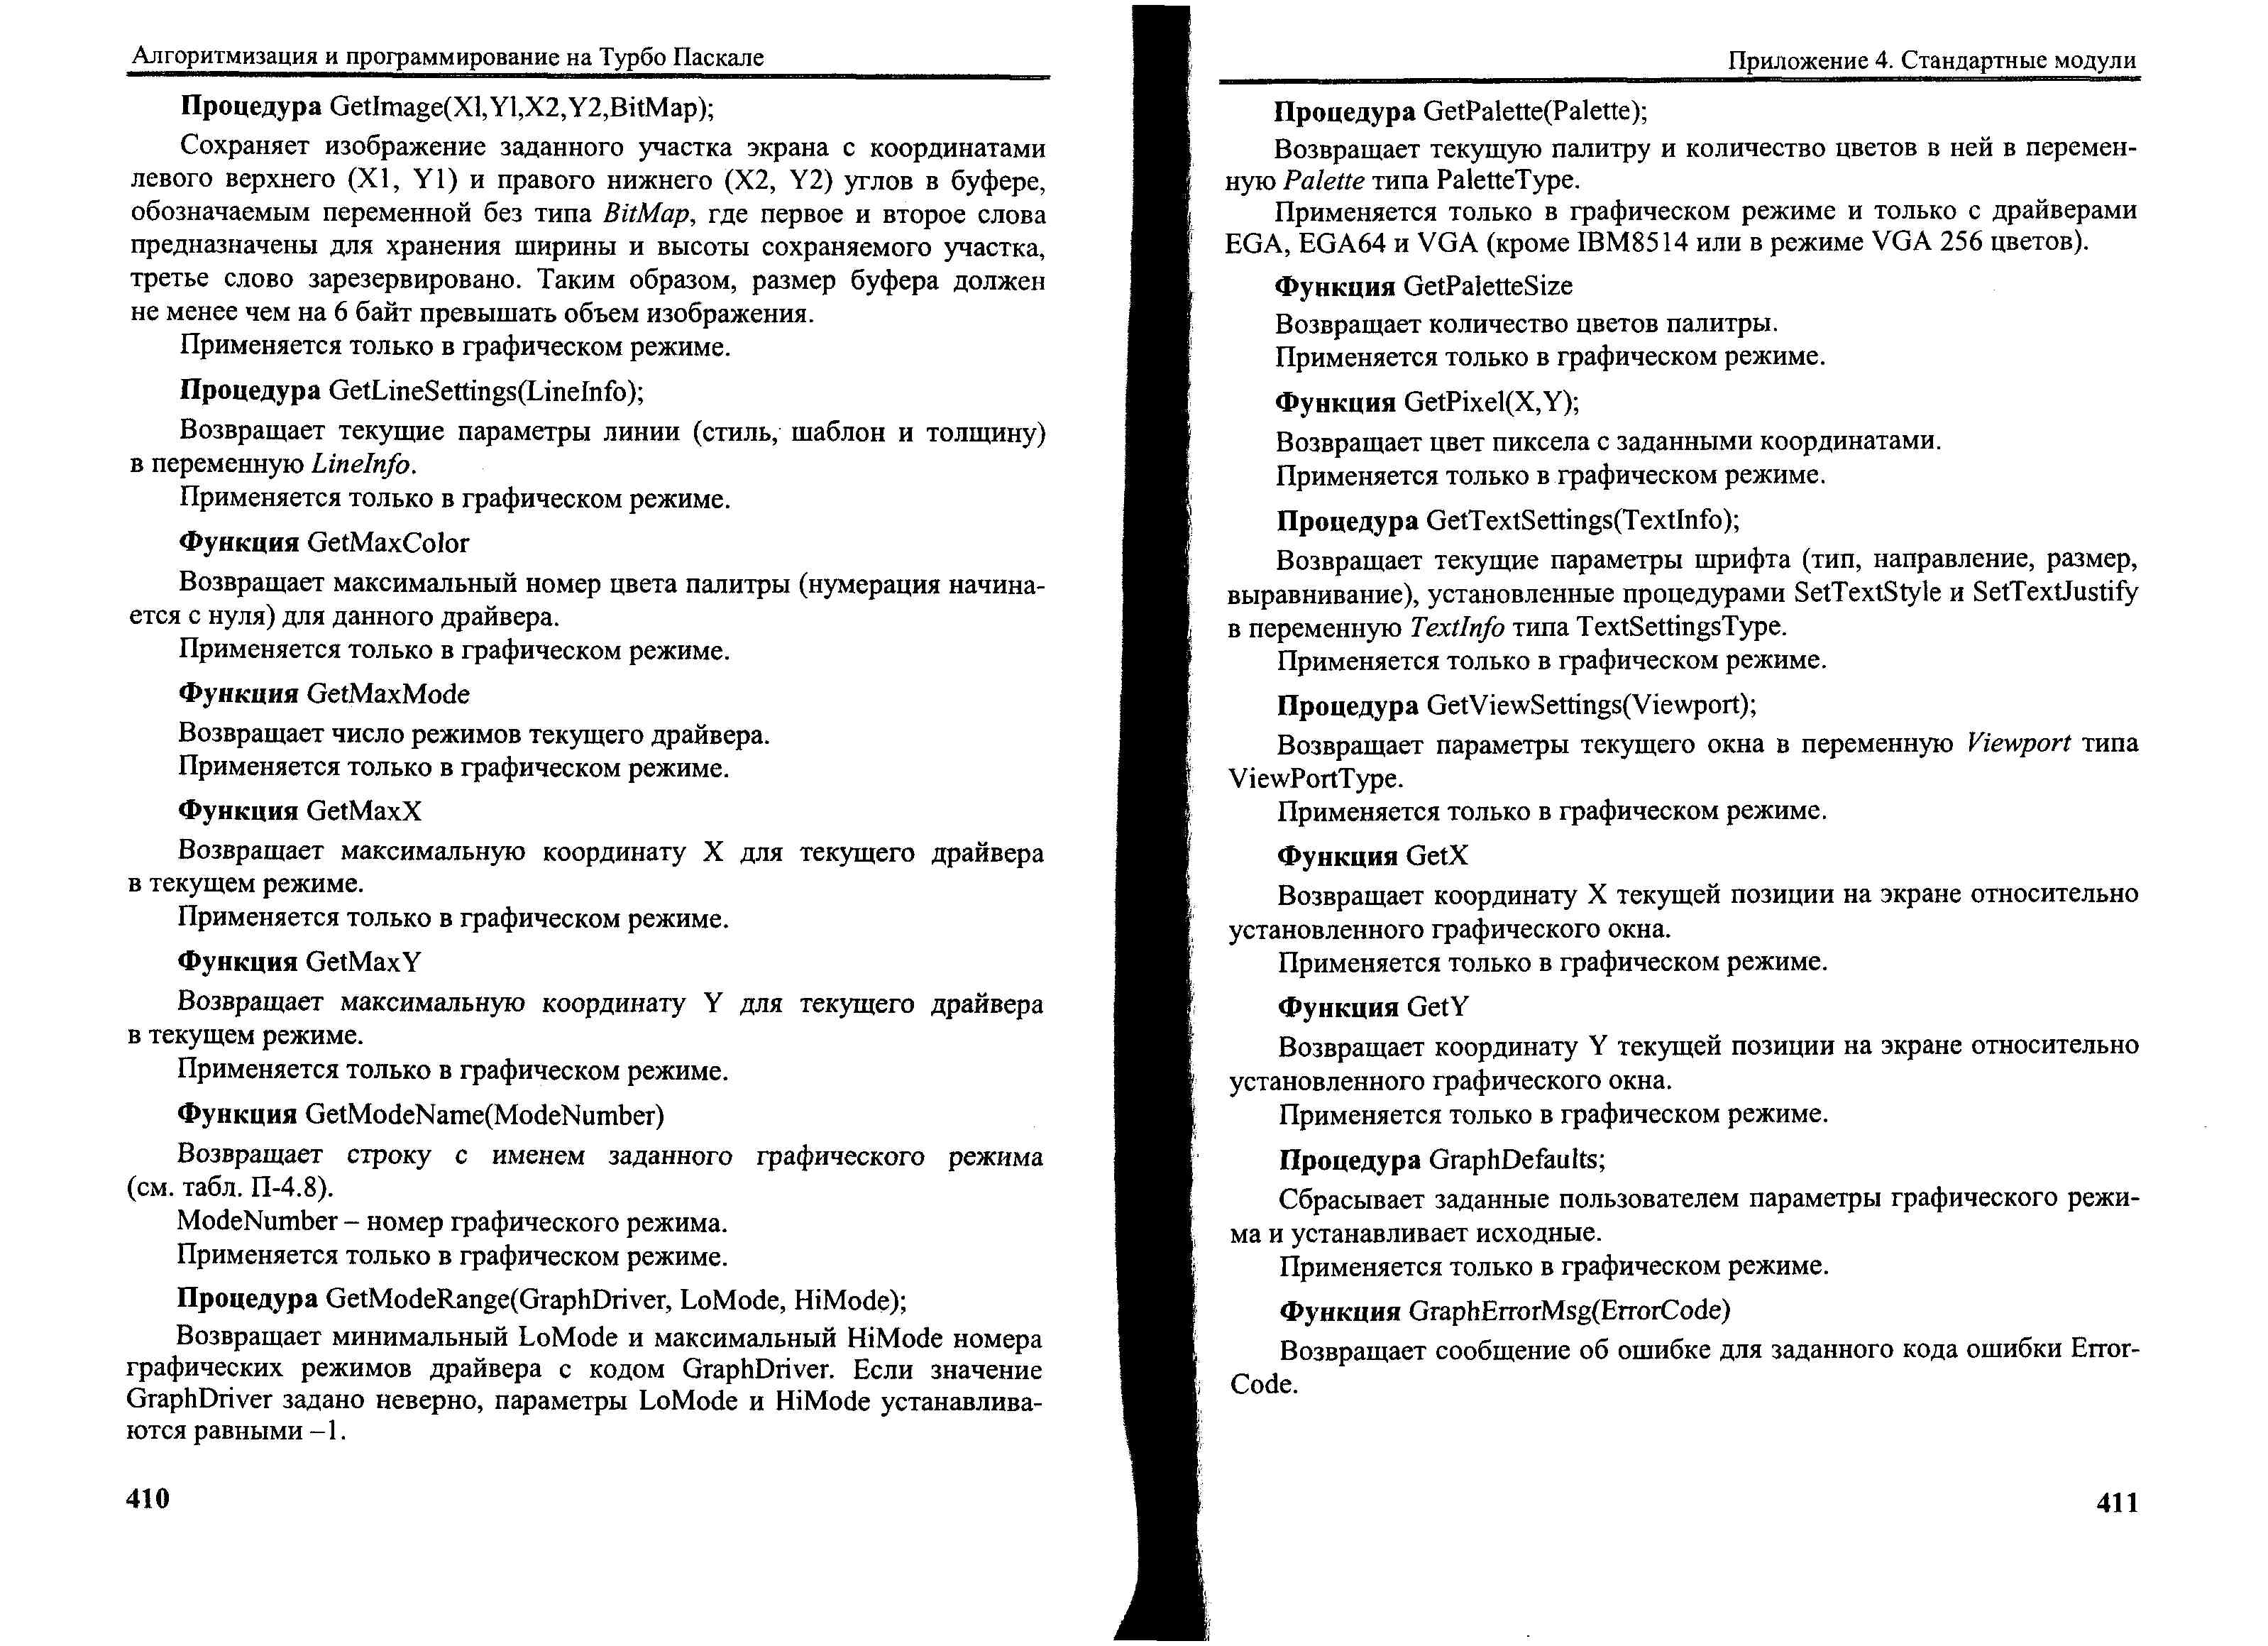 Алгоритмизация и программирование на Турбо Паскале
Процедура GetImage(X1,Y1,X2,Y2,BitMap);
Сохраняет изображение заданного участка экрана с координатами
левого верхнего (X1, Y1) и правого нижнего (X2, Y2) углов в буфере,
обозначаемым переменной без типа BitMap, где первое и второе слова
предназначены для хранения ширины и высоты сохраняемого участка,
третье слово зарезервировано. Таким образом, размер буфера должен
не менее чем на 6 байт превышать объем изображения.
Применяется только в графическом режиме.
Процедура GetLineSettings(LineInfo);
Возвращает текущие параметры линии (стиль, шаблон и толщину)
в переменную LineInfo.
Применяется только в графическом режиме.
Функция GetMaxColor
Возвращает максимальный номер цвета палитры (нумерация начина-
ется с нуля) для данного драйвера.
Применяется только в графическом режиме.
Функция GetMaxMode
Возвращает число режимов текущего драйвера.
Применяется только в графическом режиме.
Функция GetMaxX
Возвращает максимальную координату X для текущего драйвера
в текущем режиме.
Применяется только в графическом режиме.
Функция GetMaxY
Возвращает максимальную координату Y для текущего драйвера
в текущем режиме.
Применяется только в графическом режиме.
Функция GetModeName(ModeNumber)
Возвращает строку с именем заданного графического режима
(см. табл. П-4.8).
ModeNumber – номер графического режима.
Применяется только в графическом режиме.
Процедура GetModeRange(GraphDriver, LoMode, HiMode);
Возвращает минимальный LoMode и максимальный HiMode номера
графических режимов драйвера с кодом GraphDriver. Если значение
GraphDriver задано неверно, параметры LoMode и HiMode устанавлива-
ются равными –1.
410
Приложение 4. Стандартные модули
Процедура GetPalette(Palette);
Возвращает текущую палитру и количество цветов в ней в перемен-
ную Palette типа PaletteType.
Применяется только в графическом режиме и только с драйверами
EGA, EGA64 и VGA (кроме IBM8514 или в режиме VGA 256 цветов).
Функция GetPaletteSize
Возвращает количество цветов палитры.
Применяется только в графическом режиме.
Функция GetPixel(X,Y);
Возвращает цвет пиксела с заданными координатами.
Применяется только в графическом режиме.
Процедура GetTextSettings(TextInfo);
Возвращает текущие параметры шрифта (тип, направление, размер,
выравнивание), установленные процедурами SetTextStyle и SetTextJustify
в переменную TextInfo типа TextSettingsType.
Применяется только в графическом режиме.
Процедура GetViewSettings(Viewport);
Возвращает параметры текущего окна в переменную Viewport типа
ViewPortType.
Применяется только в графическом режиме.
Функция GetX
Возвращает координату X текущей позиции на экране относительно
установленного графического окна.
Применяется только в графическом режиме.
Функция GetY
Возвращает координату Y текущей позиции на экране относительно
установленного графического окна.
Применяется только в графическом режиме.
Процедура GraphDefaults;
Сбрасывает заданные пользователем параметры графического режи-
ма и устанавливает исходные.
Применяется только в графическом режиме.
Функция GraphErrorMsg(ErrorCode)
Возвращает сообщение об ошибке для заданного кода ошибки Error-
Code.
411